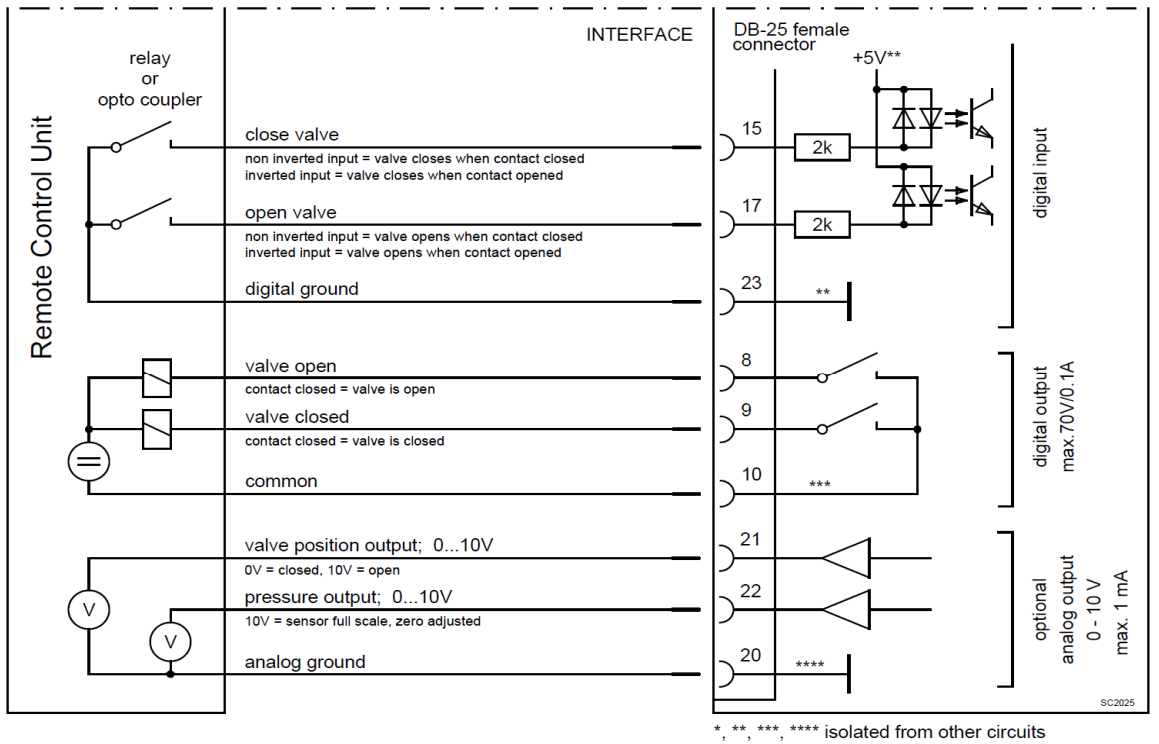 INTERFACE
DB-25 female
connector
+5V**
relay
or
opto coupler
Remote Control Unit
close valve
non inverted input = valve closes when contact closed
inverted input = valve closes when contact opened
15
2k
open valve
non inverted input = valve opens when contact closed
inverted input = valve opens when contact opened
17
2k
digital ground
23
**
digital input
valve open
contact closed = valve is open
8
valve closed
contact closed = valve is closed
9
common
10
***
digital output
max.70V/0.1A
valve position output; 0...10V
0V = closed, 10V = open
21
V
pressure output; 0...10V
10V = sensor full scale, zero adjusted
22
V
analog ground
20
****
optional
analog output
0 - 10 V
max. 1 mA
SC2025
*, **, ***, **** isolated from other circuits